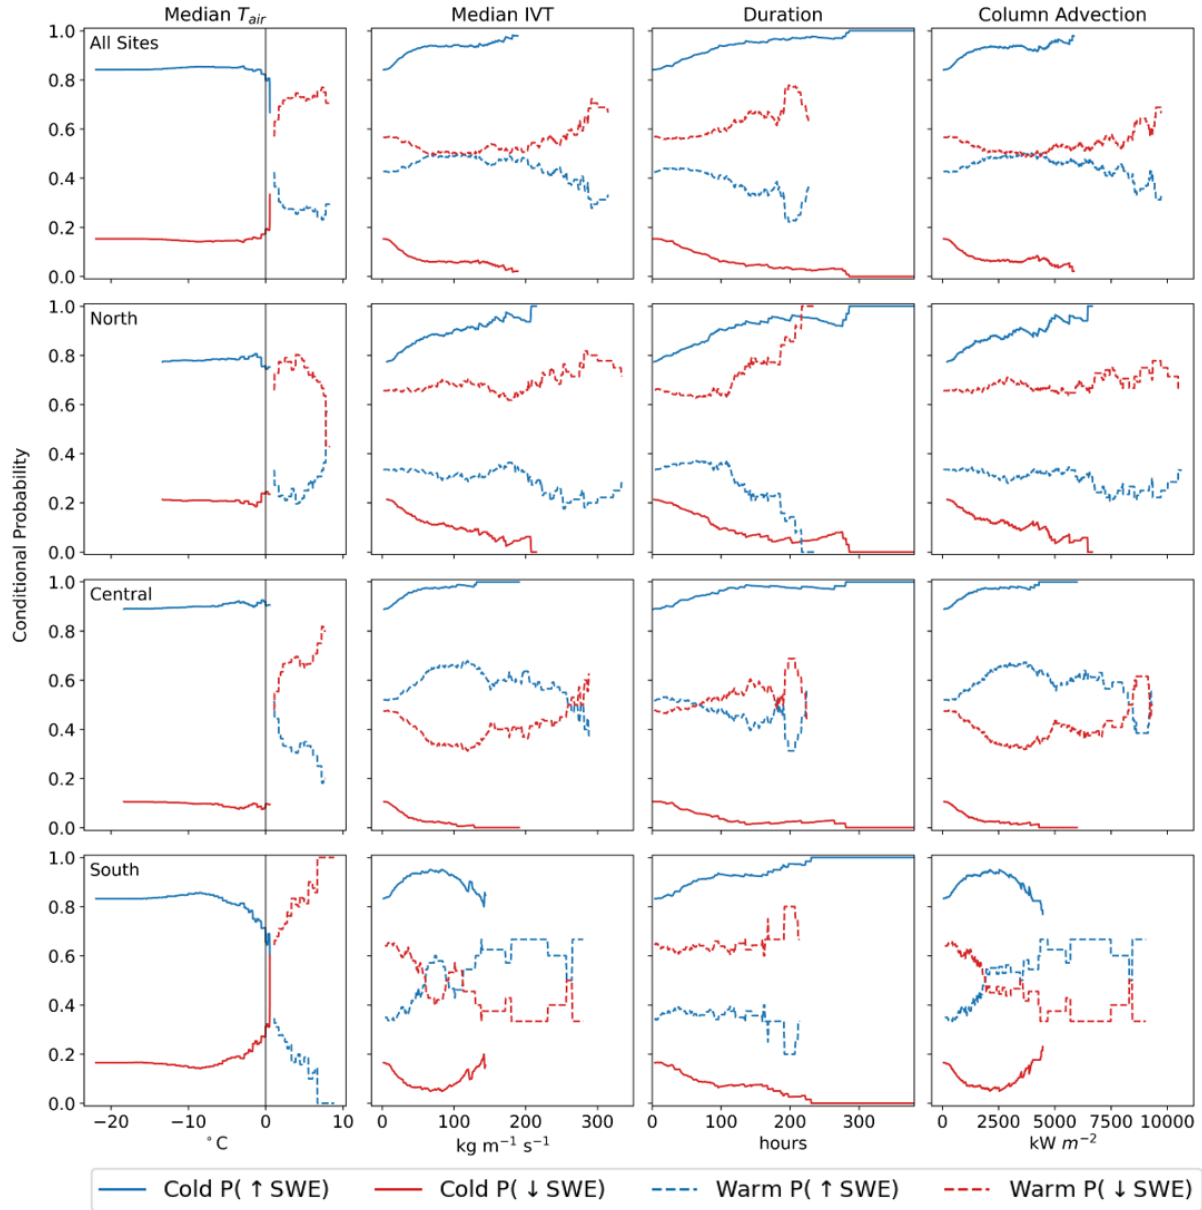 Median T_air Median IVT Duration Column Advection
All Sites
1.0
0.8
0.6
0.4
0.2
0.0
North
1.0
0.8
0.6
0.4
0.2
0.0
Conditional Probability
Central
1.0
0.8
0.6
0.4
0.2
0.0
South
1.0
0.8
0.6
0.4
0.2
0.0
−20 −10 0 10 0 100 200 300 0 100 200 300 0 2500 5000 7500 10000
°C kg m⁻¹ s⁻¹ hours kW m⁻²
Cold P( ↑ SWE) Cold P( ↓ SWE) Warm P( ↑ SWE) Warm P( ↓ SWE)